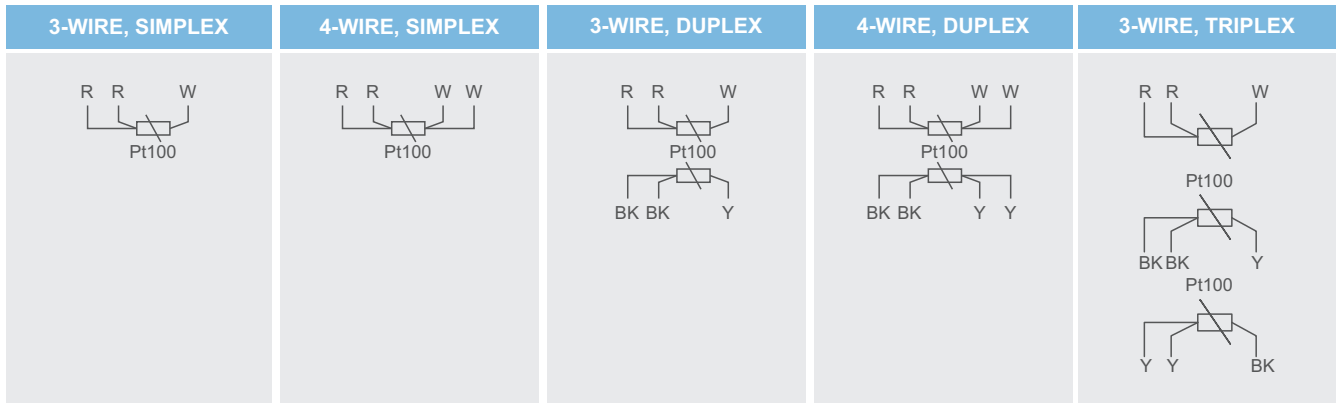 3-WIRE, SIMPLEX
R R W
Pt100
4-WIRE, SIMPLEX
R R W W
Pt100
3-WIRE, DUPLEX
R R W
Pt100
BK BK Y
4-WIRE, DUPLEX
R R W W
Pt100
BK BK Y Y
3-WIRE, TRIPLEX
R R W
Pt100
BK BK Y
Pt100
Y Y BK